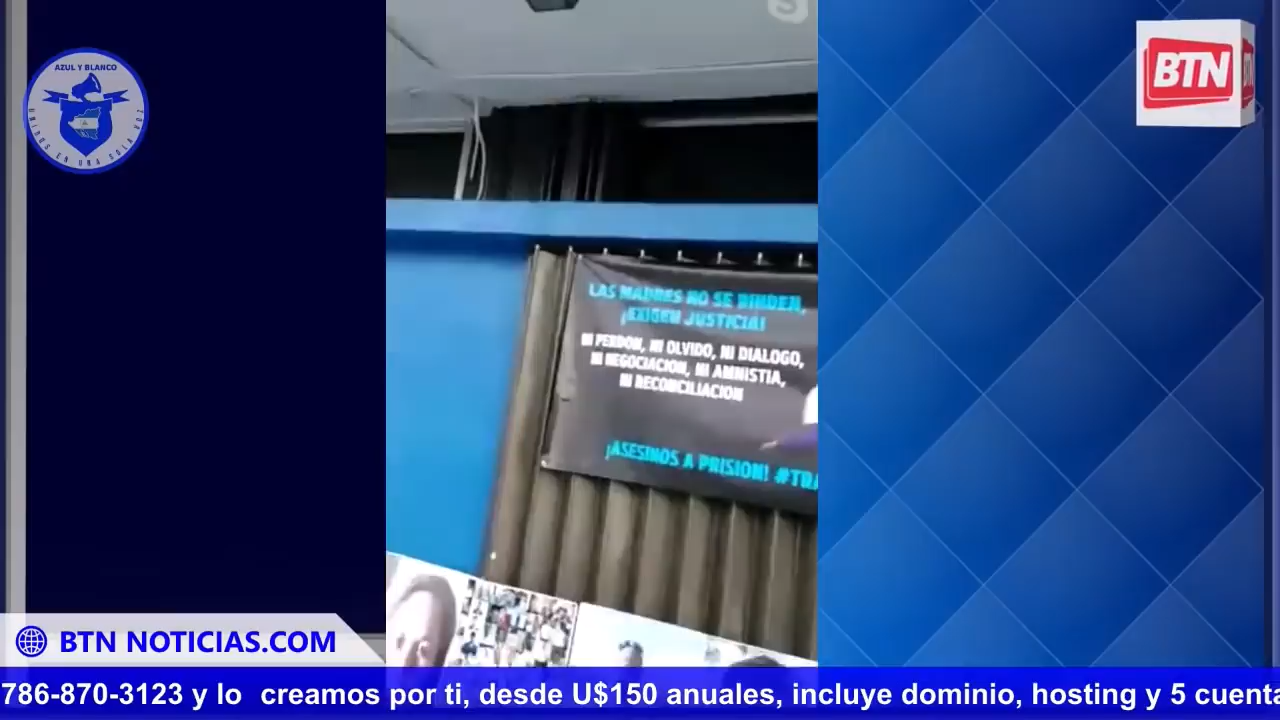 AZUL Y BLANCO
UNIDOS EN UNA SOLA VOZ
BTN
LAS MADRES NO SE RINDEN,
¡EXIGEN JUSTICIA!
NI PERDON, NI OLVIDO, NI DIALOGO,
NI NEGOCIACION, NI AMNISTIA,
NI RECONCILIACION
¡ASESINOS A PRISION!
BTN NOTICIAS.COM
786-870-3123 y lo creamos por ti, desde U$150 anuales, incluye dominio, hosting y 5 cuenta